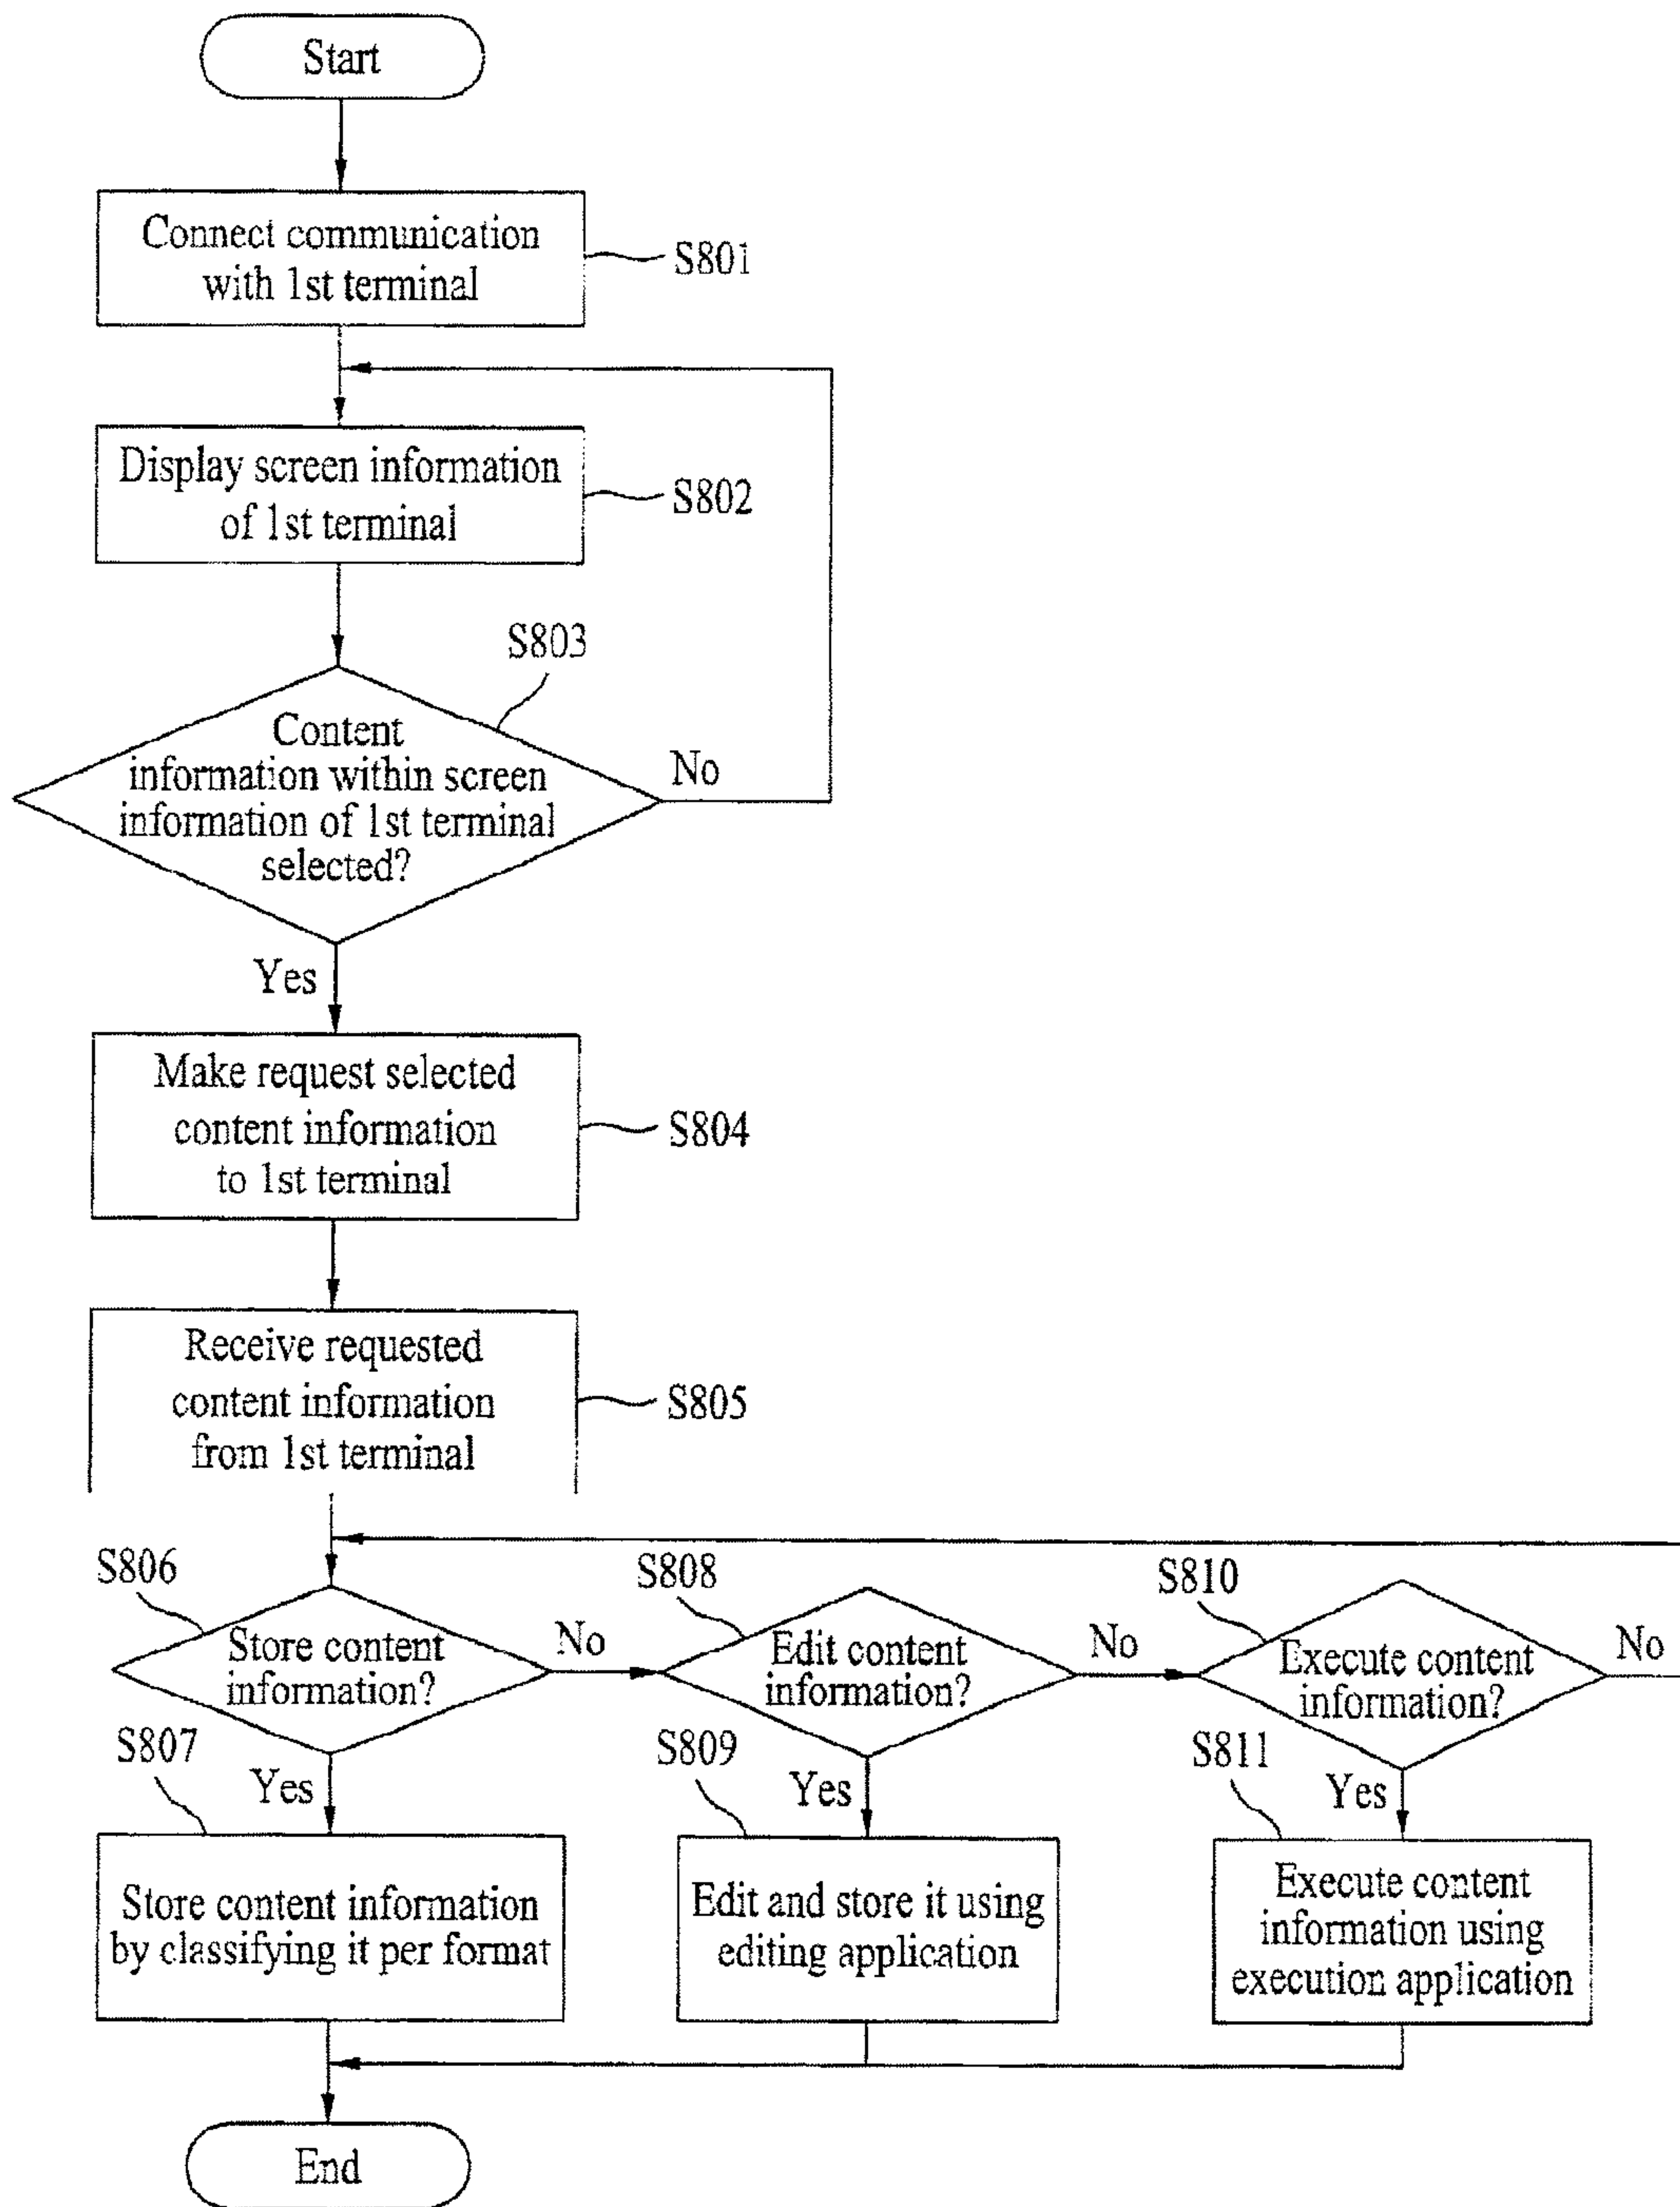 Start
Connect communication
with 1st terminal
S801
Display screen information
of 1st terminal
S802
S803
Content
information within screen
information of 1st terminal
selected?
No
Yes
Make request selected
content information
to 1st terminal
S804
Receive requested
content information
from 1st terminal
S805
S806
Store content
information?
No
S808
Edit content
information?
No
S810
Execute content
information?
No
S807
Yes
S809
Yes
S811
Yes
Store content information
by classifying it per format
Edit and store it using
editing application
Execute content
information using
execution application
End